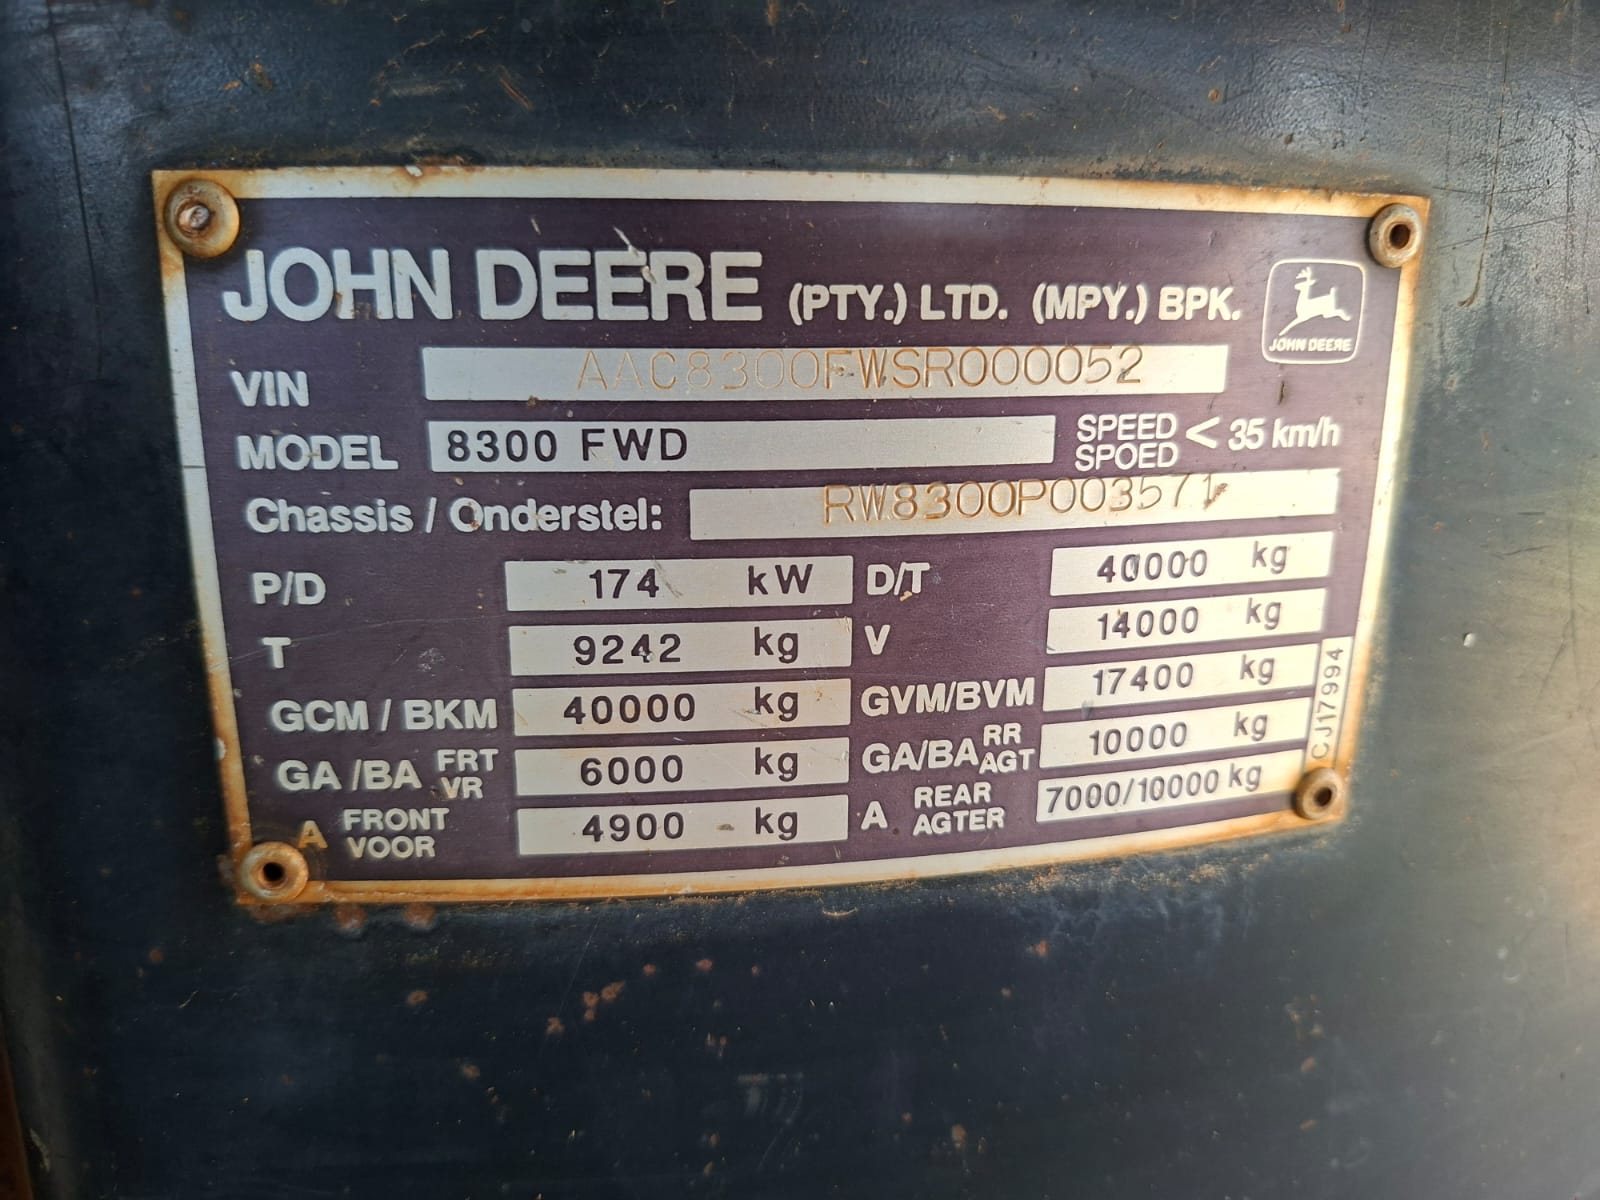 JOHN DEERE (PTY.) LTD. (MPY.) BPK.
JOHN DEERE
VIN AAC8300FWSR000052
MODEL 8300 FWD SPEED SPOED < 35 km/h
Chassis / Onderstel: RW8300P003571
P/D 174 kW D/T 40000 kg
T 9242 kg V 14000 kg
GCM / BKM 40000 kg GVM/BVM 17400 kg
GA /BA FRT VR 6000 kg GA/BA RR AGT 10000 kg
A FRONT VOOR 4900 kg A REAR AGTER 7000/10000 kg
CJ17994